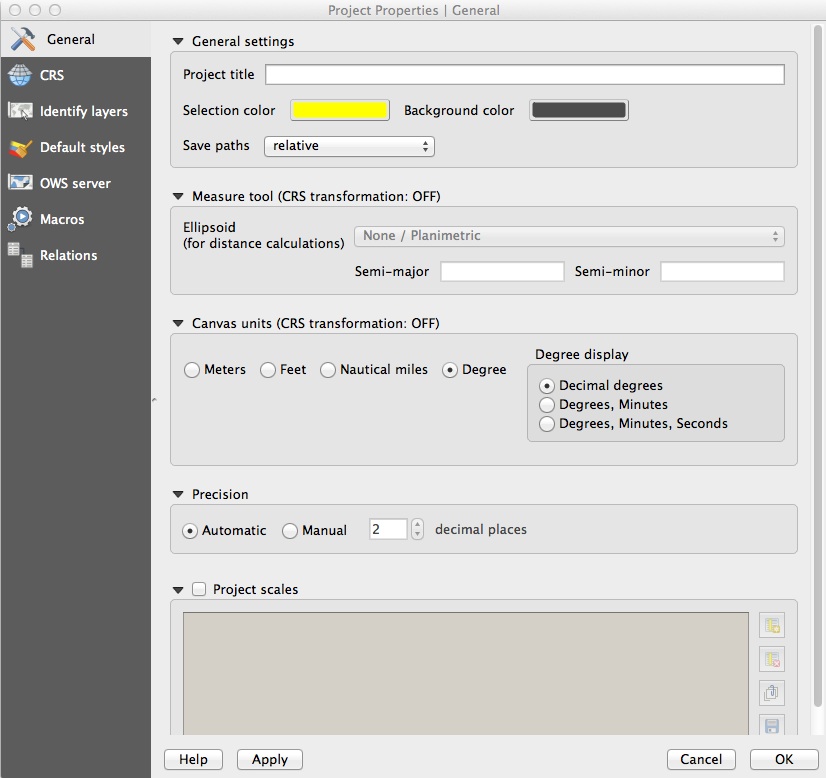 Project Properties | General
General
CRS
Identify layers
Default styles
OWS server
Macros
Relations
General settings
Project title
Selection color Background color
Save paths relative
Measure tool (CRS transformation: OFF)
Ellipsoid
(for distance calculations) None / Planimetric
Semi-major Semi-minor
Canvas units (CRS transformation: OFF)
Meters Feet Nautical miles Degree
Degree display
Decimal degrees
Degrees, Minutes
Degrees, Minutes, Seconds
Precision
Automatic Manual 2 decimal places
Project scales
Help Apply Cancel OK